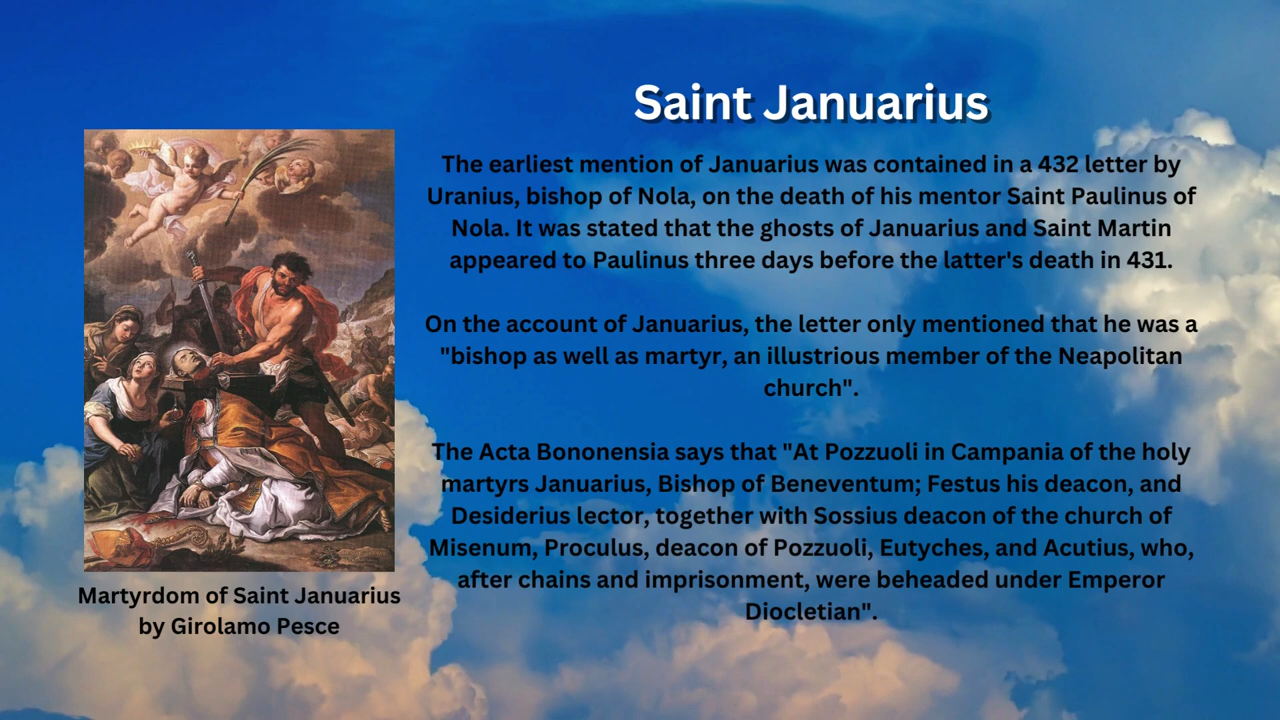 Saint Januarius
The earliest mention of Januarius was contained in a 432 letter by
Uranius, bishop of Nola, on the death of his mentor Saint Paulinus of
Nola. It was stated that the ghosts of Januarius and Saint Martin
appeared to Paulinus three days before the latter's death in 431.
On the account of Januarius, the letter only mentioned that he was a
"bishop as well as martyr, an illustrious member of the Neapolitan
church".
The Acta Bononensia says that "At Pozzuoli in Campania of the holy
martyrs Januarius, Bishop of Beneventum; Festus his deacon, and
Desiderius lector, together with Sossius deacon of the church of
Misenum, Proculus, deacon of Pozzuoli, Eutyches, and Acutius, who,
after chains and imprisonment, were beheaded under Emperor
Diocletian".
Martyrdom of Saint Januarius
by Girolamo Pesce